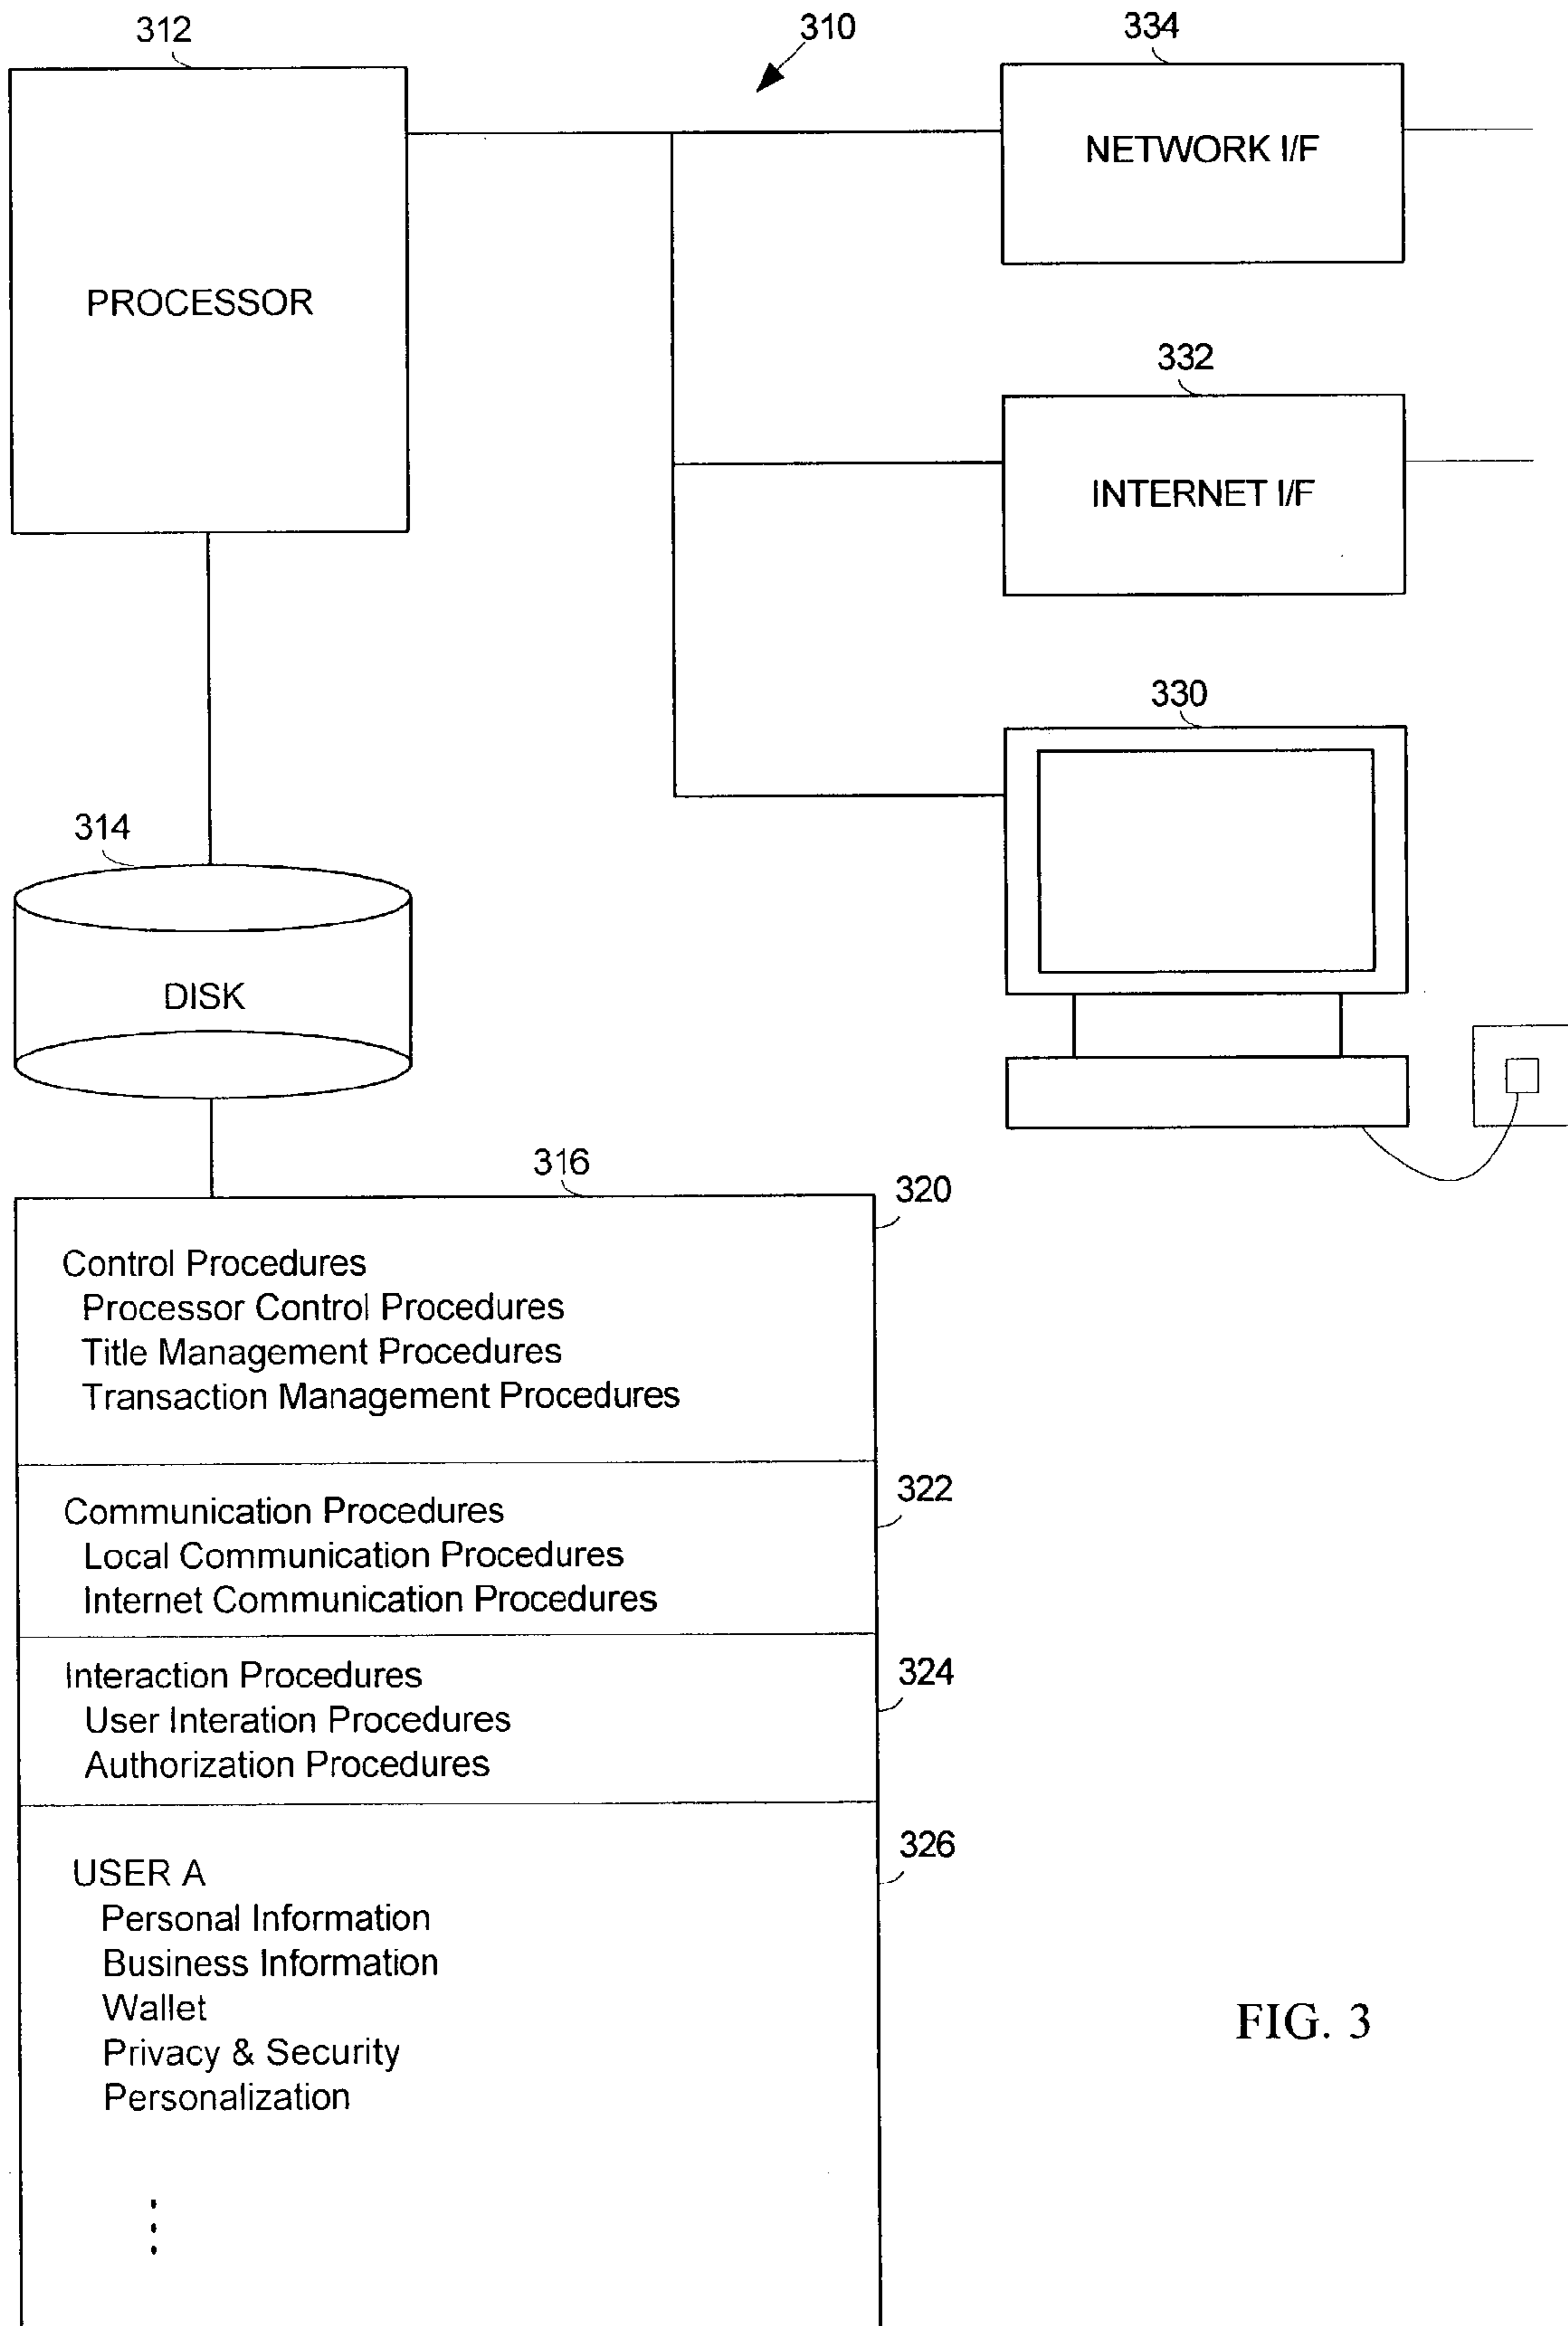 312
310
334
PROCESSOR
NETWORK I/F
332
INTERNET I/F
330
314
DISK
316
320
Control Procedures
Processor Control Procedures
Title Management Procedures
Transaction Management Procedures
322
Communication Procedures
Local Communication Procedures
Internet Communication Procedures
324
Interaction Procedures
User Interation Procedures
Authorization Procedures
326
USER A
Personal Information
Business Information
Wallet
Privacy & Security
Personalization
FIG. 3